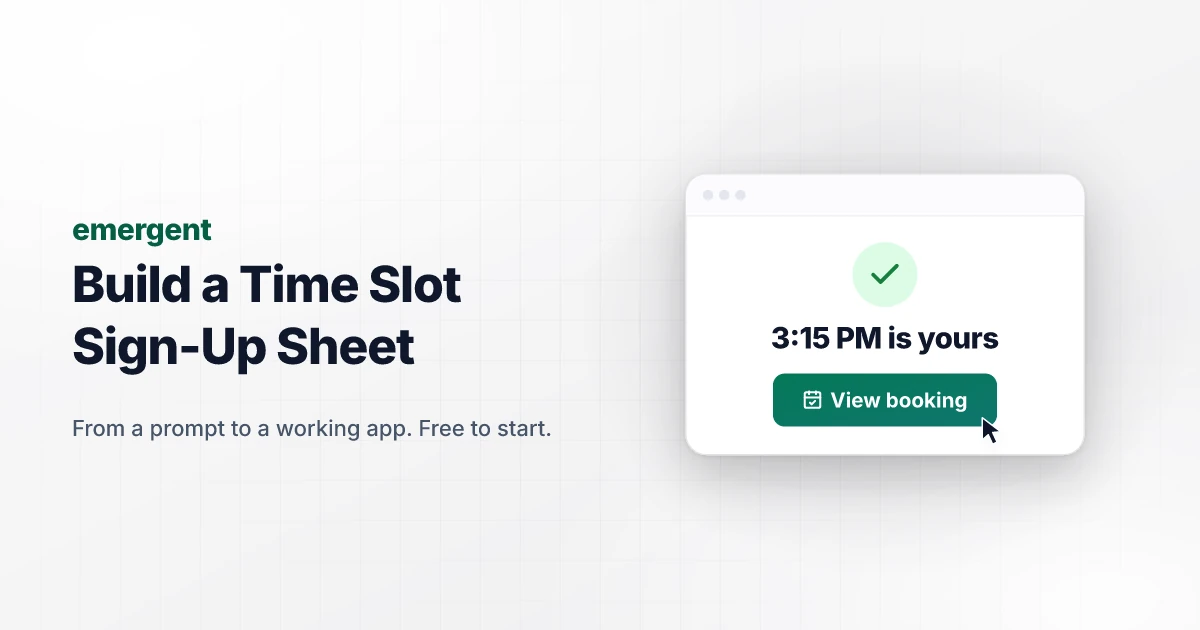 emergent
Build a Time Slot
Sign-Up Sheet
From a prompt to a working app. Free to start.
3:15 PM is yours
View booking